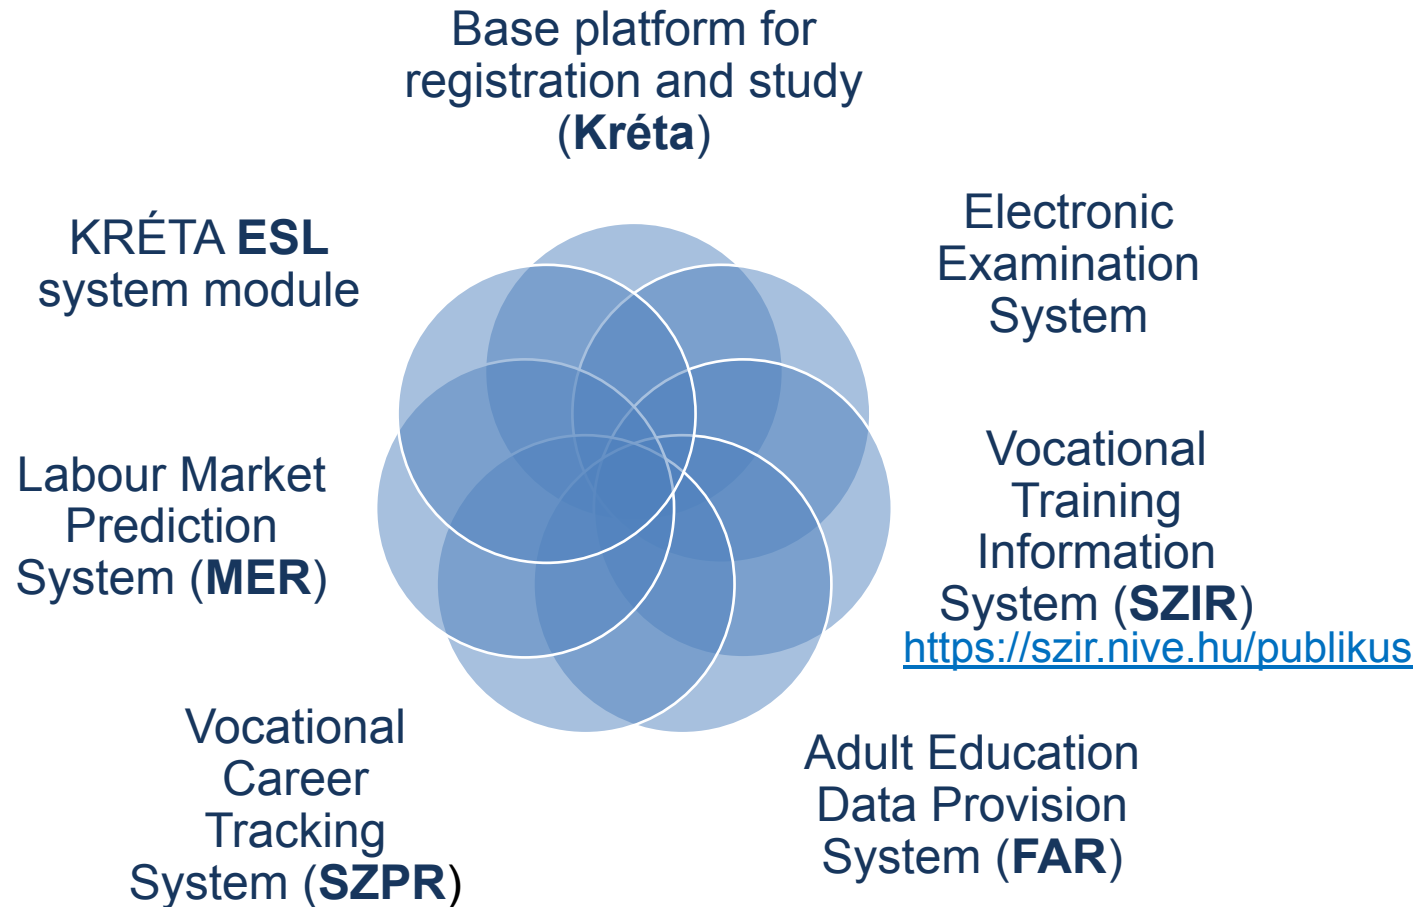 Base platform for
registration and study
(Kréta)
Electronic
Examination
System
Vocational
Training
Information
System (SZIR)
https://szir.nive.hu/publikus
Adult Education
Data Provision
System (FAR)
Vocational
Career
Tracking
System (SZPR)
Labour Market
Prediction
System (MER)
KRÉTA ESL
system module